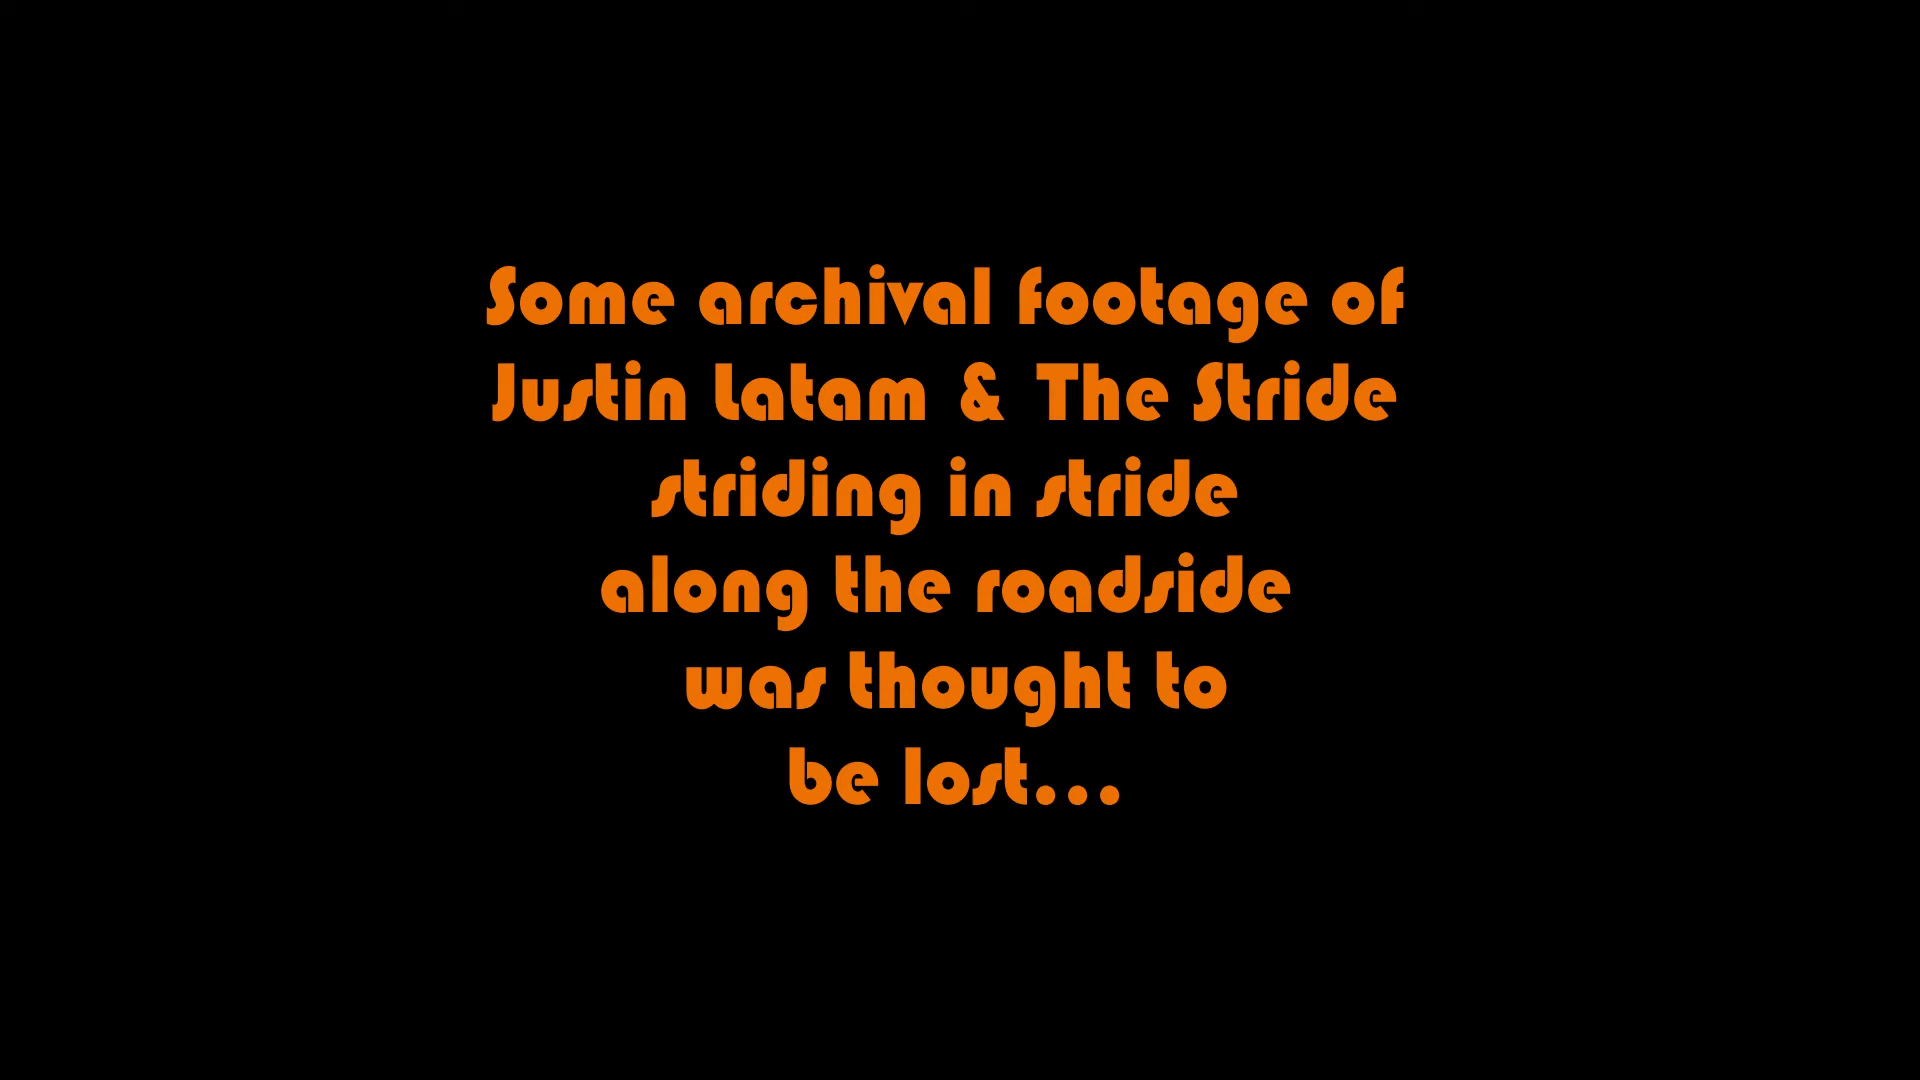 Some archival footage of
Justin Latam & The Stride
striding in stride
along the roadside
was thought to
be lost...